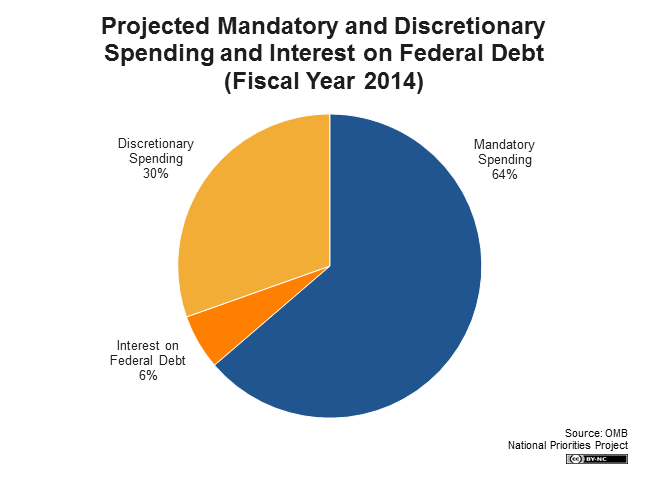 Projected Mandatory and Discretionary
Spending and Interest on Federal Debt
(Fiscal Year 2014)
Discretionary
Spending
30%
Mandatory
Spending
64%
Interest on
Federal Debt
6%
Source: OMB
National Priorities Project
cc BY-NC